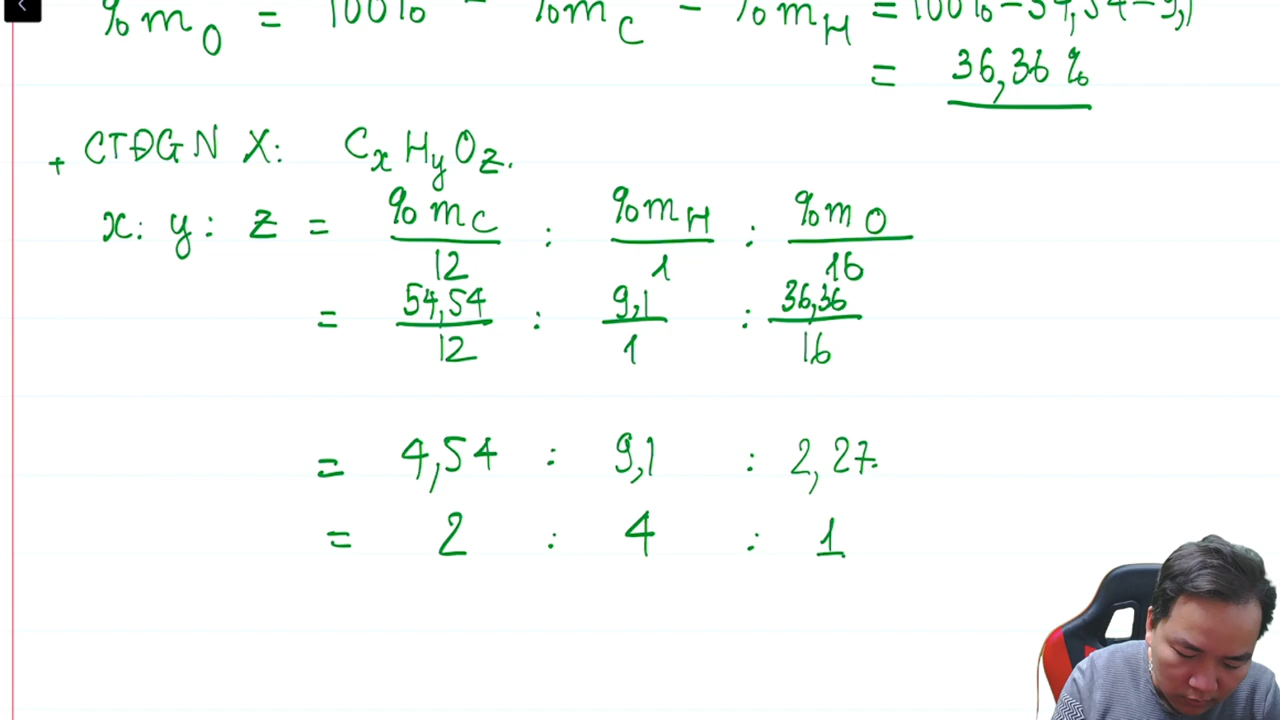 %m_O = 100% - %m_C - %m_H = 100% - 54,54 - 9,1
= 36,36 %
+ CTĐGN X: C_x H_y O_z.
x: y: z = %m_C / 12 : %m_H / 1 : %m_O / 16
= 54,54 / 12 : 9,1 / 1 : 36,36 / 16
= 4,54 : 9,1 : 2,27.
= 2 : 4 : 1